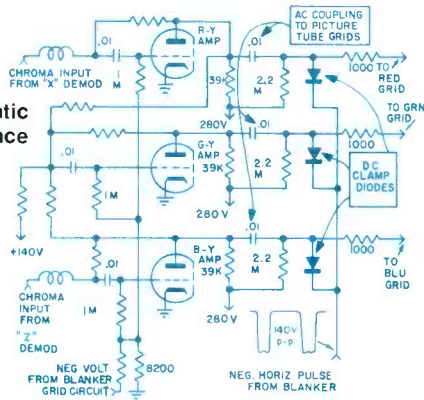 R-Y
AMP
AC COUPLING
TO PICTURE
TUBE GRIDS
.01
.01
CHROMA INPUT
FROM "X" DEMOD
1
M
39K
2.2
M
1000 TO
RED
GRID
280V
TO GRN
GRID
tic
nce
.01
.01
G-Y
AMP
39K
2.2
M
1000
1M
280V
D C
CLAMP
DIODES
+140V
.01
.01
B-Y
AMP
39K
2.2
M
1000
TO
BLU
GRID
CHROMA
INPUT
FROM
"Z"
DEMOD
1M
280V
140V
P-P
NEG VOLT
FROM BLANKER
GRID CIRCUIT
8200
NEG. HORIZ PULSE
FROM BLANKER